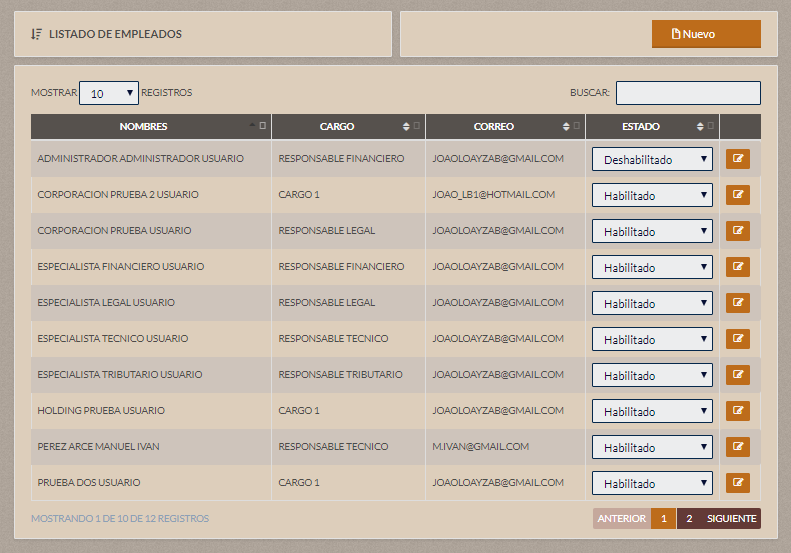 LISTADO DE EMPLEADOS
Nuevo
MOSTRAR 10 REGISTROS BUSCAR:
NOMBRES CARGO CORREO ESTADO
ADMINISTRADOR ADMINISTRADOR USUARIO RESPONSABLE FINANCIERO JOAOLOAYZAB@GMAIL.COM Deshabilitado
CORPORACION PRUEBA 2 USUARIO CARGO 1 JOAO_LB1@HOTMAIL.COM Habilitado
CORPORACION PRUEBA USUARIO RESPONSABLE LEGAL JOAOLOAYZAB@GMAIL.COM Habilitado
ESPECIALISTA FINANCIERO USUARIO RESPONSABLE FINANCIERO JOAOLOAYZAB@GMAIL.COM Habilitado
ESPECIALISTA LEGAL USUARIO RESPONSABLE LEGAL JOAOLOAYZAB@GMAIL.COM Habilitado
ESPECIALISTA TECNICO USUARIO RESPONSABLE TECNICO JOAOLOAYZAB@GMAIL.COM Habilitado
ESPECIALISTA TRIBUTARIO USUARIO RESPONSABLE TRIBUTARIO JOAOLOAYZAB@GMAIL.COM Habilitado
HOLDING PRUEBA USUARIO CARGO 1 JOAOLOAYZAB@GMAIL.COM Habilitado
PEREZ ARCE MANUEL IVAN RESPONSABLE TECNICO M.IVAN@GMAIL.COM Habilitado
PRUEBA DOS USUARIO CARGO 1 JOAOLOAYZAB@GMAIL.COM Habilitado
MOSTRANDO 1 DE 10 DE 12 REGISTROS ANTERIOR 1 2 SIGUIENTE